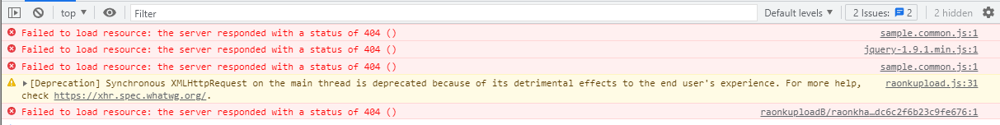 top ▼ Filter Default levels ▼ 2 Issues: 2 2 hidden
Failed to load resource: the server responded with a status of 404 () sample.common.js:1
Failed to load resource: the server responded with a status of 404 () jquery-1.9.1.min.js:1
Failed to load resource: the server responded with a status of 404 () sample.common.js:1
[Deprecation] Synchronous XMLHttpRequest on the main thread is deprecated because of its detrimental effects to the end user's experience. For more help, raonkupload.js:31
check https://xhr.spec.whatwg.org/.
Failed to load resource: the server responded with a status of 404 () raonkuploadB/raonkha…dc6c2f6b23c9fe676:1